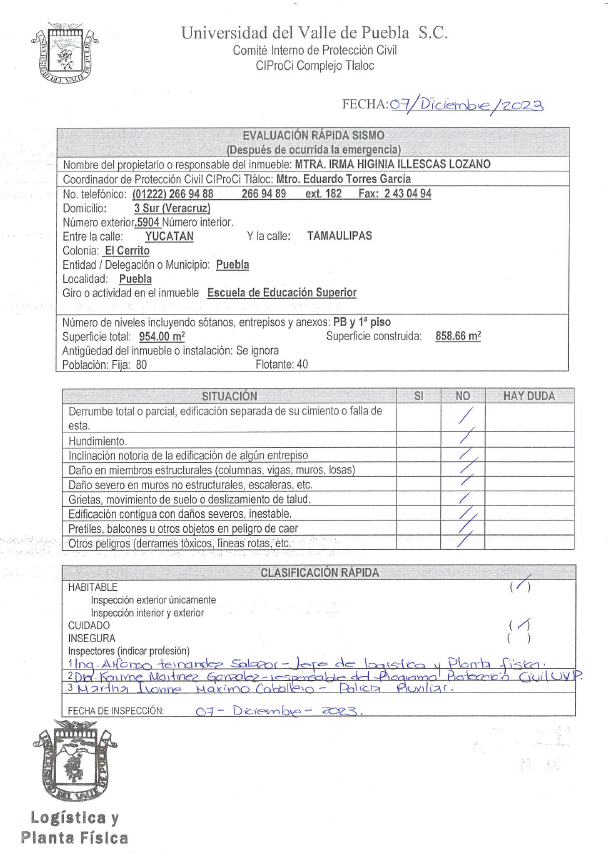 Universidad del Valle de Puebla S.C.
Comité Interno de Protección Civil
CIProCi Complejo Tlaloc
UNIVERSIDAD DEL VALLE DE PUEBLA
FECHA: 07/Diciembre/2023
EVALUACIÓN RÁPIDA SISMO
(Después de ocurrida la emergencia)
Nombre del propietario o responsable del inmueble: MTRA. IRMA HIGINIA ILLESCAS LOZANO
Coordinador de Protección Civil CIProCi Tláloc: Mtro. Eduardo Torres García
No. telefónico: (01222) 266 94 88 266 94 89 ext. 182 Fax: 2 43 04 94
Domicilio: 3 Sur (Veracruz)
Número exterior.5904 Número interior.
Entre la calle: YUCATAN Y la calle: TAMAULIPAS
Colonia: El Cerrito
Entidad / Delegación o Municipio: Puebla
Localidad: Puebla
Giro o actividad en el inmueble Escuela de Educación Superior
Número de niveles incluyendo sótanos, entrepisos y anexos: PB y 1ª piso
Superficie total: 954.00 m² Superficie construida: 858.66 m²
Antigüedad del inmueble o instalación: Se ignora
Población: Fija: 80 Flotante: 40
SITUACIÓN SI NO HAY DUDA
Derrumbe total o parcial, edificación separada de su cimiento o falla de
esta.
Hundimiento.
Inclinación notoria de la edificación de algún entrepiso
Daño en miembros estructurales (columnas, vigas, muros, losas)
Daño severo en muros no estructurales, escaleras, etc.
Grietas, movimiento de suelo o deslizamiento de talud.
Edificación contigua con daños severos, inestable.
Pretiles, balcones u otros objetos en peligro de caer
Otros peligros (derrames tóxicos, líneas rotas, etc.
CLASIFICACIÓN RÁPIDA
HABITABLE (/)
Inspección exterior únicamente
Inspección interior y exterior
CUIDADO (/)
INSEGURA ( )
Inspectores (indicar profesión)
1 Ing. Alfonso Fernandez Salazar - Jefe de logística y Planta física.
2 Dra. Karime Martinez Gonzalez - responsable del Programa Protección Civil UVP.
3 Martha Ivonne Maximo Caballero - Policía Auxiliar.
FECHA DE INSPECCIÓN: 07 - Diciembre - 2023.
UNIVERSIDAD DEL VALLE DE PUEBLA
Logística y
Planta Física